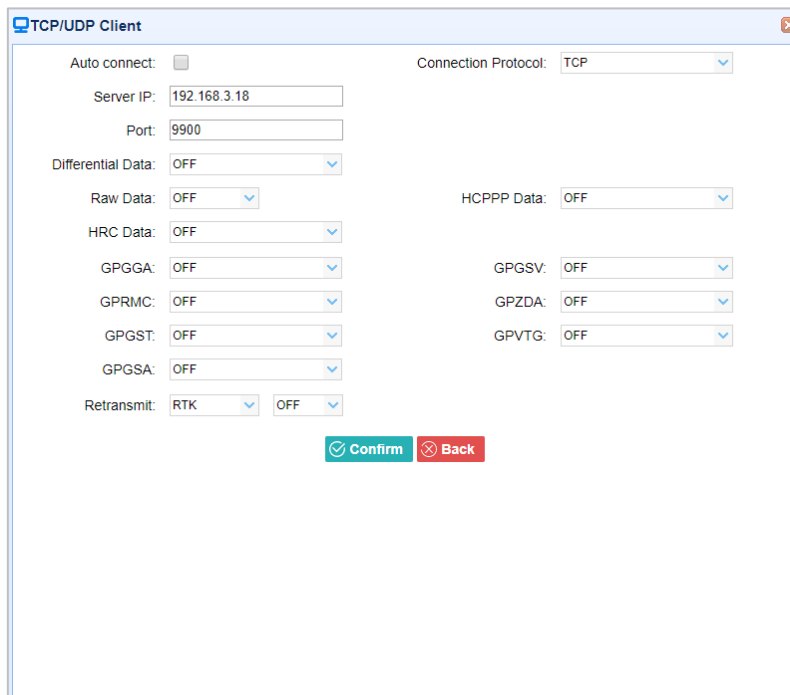 TCP/UDP Client
Auto connect: Connection Protocol: TCP
Server IP: 192.168.3.18
Port: 9900
Differential Data: OFF
Raw Data: OFF HCPPP Data: OFF
HRC Data: OFF
GPGGA: OFF GPGSV: OFF
GPRMC: OFF GPZDA: OFF
GPGST: OFF GPVTG: OFF
GPGSA: OFF
Retransmit: RTK OFF
Confirm Back